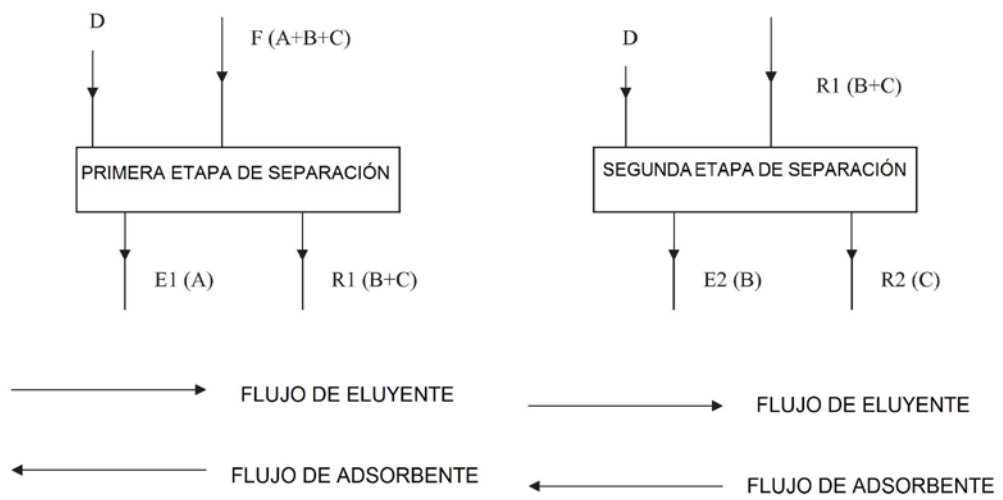 D
F (A+B+C)
PRIMERA ETAPA DE SEPARACIÓN
E1 (A)
R1 (B+C)
FLUJO DE ELUYENTE
FLUJO DE ADSORBENTE
D
R1 (B+C)
SEGUNDA ETAPA DE SEPARACIÓN
E2 (B)
R2 (C)
FLUJO DE ELUYENTE
FLUJO DE ADSORBENTE